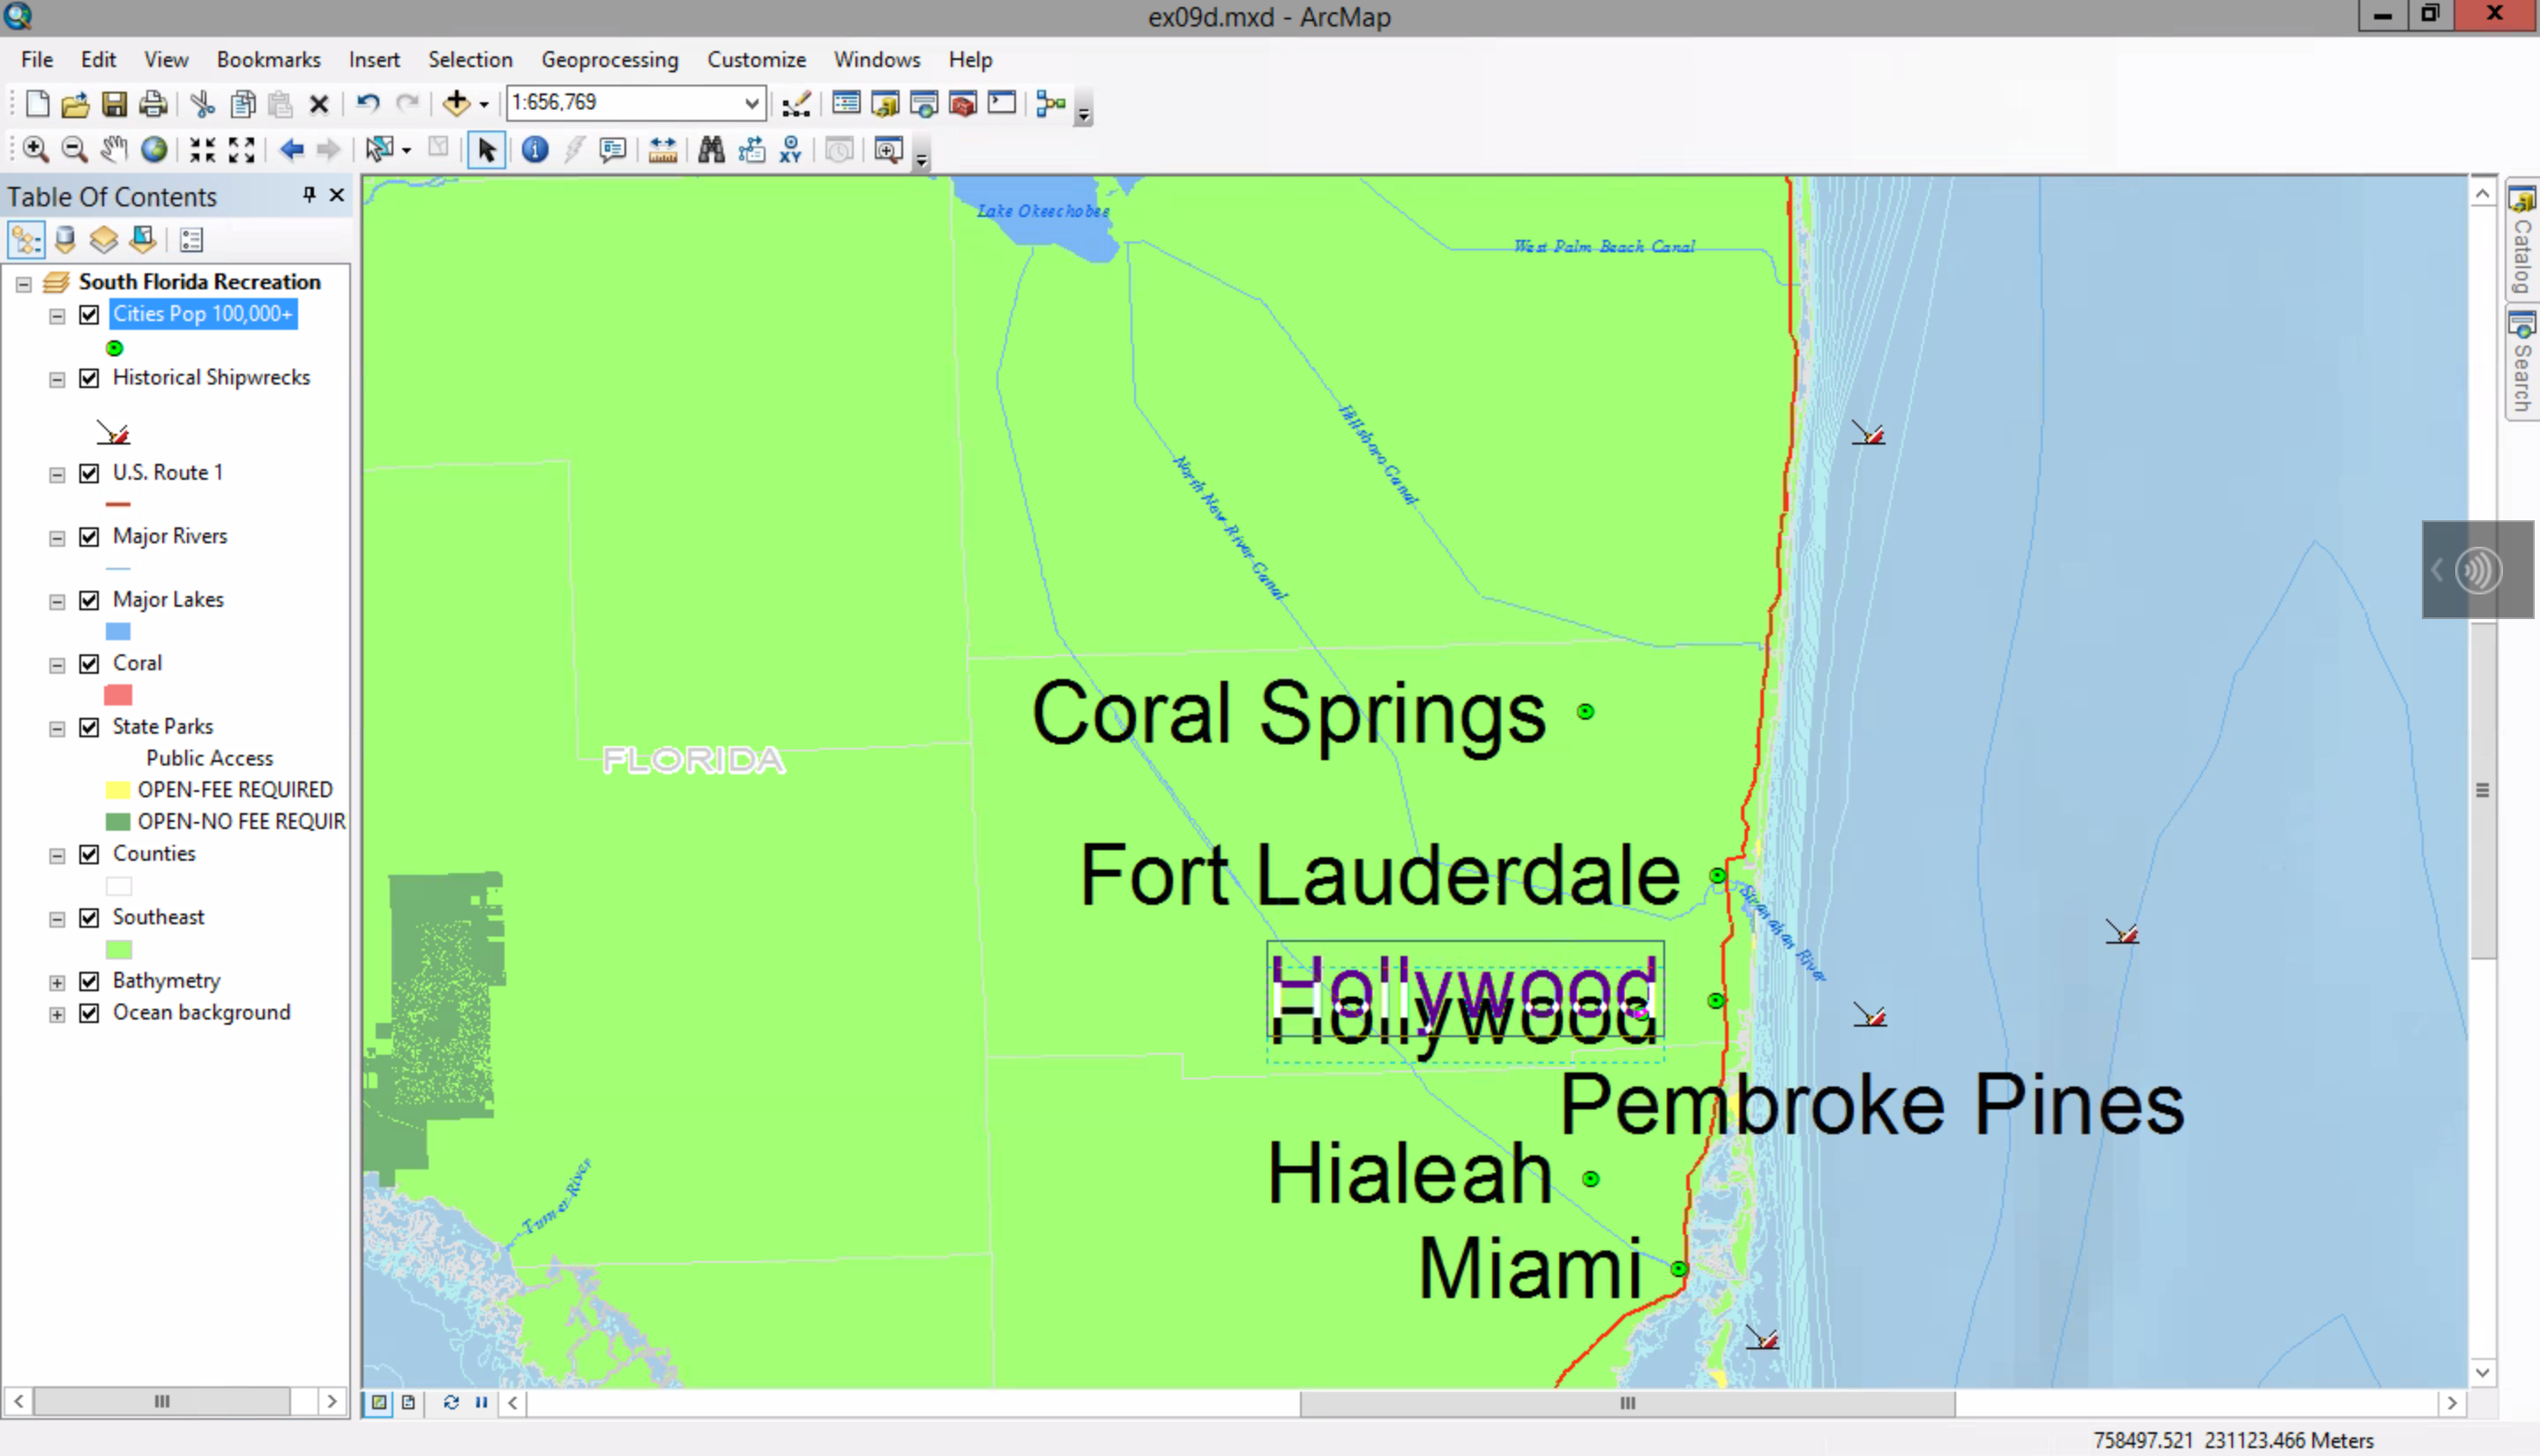 ex09d.mxd - ArcMap
File Edit View Bookmarks Insert Selection Geoprocessing Customize Windows Help
1:656,769
XY
Table Of Contents
South Florida Recreation
Cities Pop 100,000+
Historical Shipwrecks
U.S. Route 1
Major Rivers
Major Lakes
Coral
State Parks
Public Access
OPEN-FEE REQUIRED
OPEN-NO FEE REQUIR
Counties
Southeast
Bathymetry
Ocean background
Lake Okeechobee
West Palm Beach Canal
Hillsboro Canal
North New River Canal
Coral Springs
FLORIDA
Fort Lauderdale
Stranahan River
Hollywood
Hollywood
Pembroke Pines
Hialeah
Turner River
Miami
Catalog
Search
758497.521 231123.466 Meters